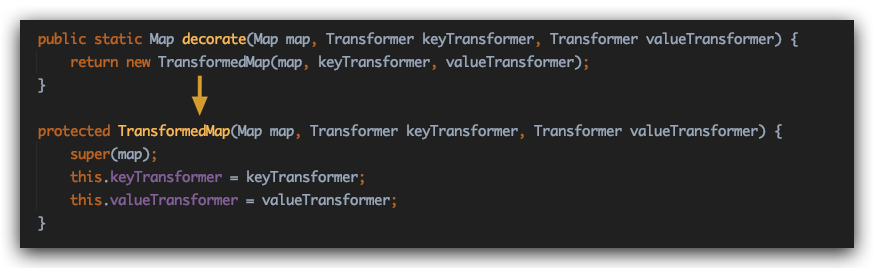 public static Map decorate(Map map, Transformer keyTransformer, Transformer valueTransformer) {
    return new TransformedMap(map, keyTransformer, valueTransformer);
}
protected TransformedMap(Map map, Transformer keyTransformer, Transformer valueTransformer) {
    super(map);
    this.keyTransformer = keyTransformer;
    this.valueTransformer = valueTransformer;
}